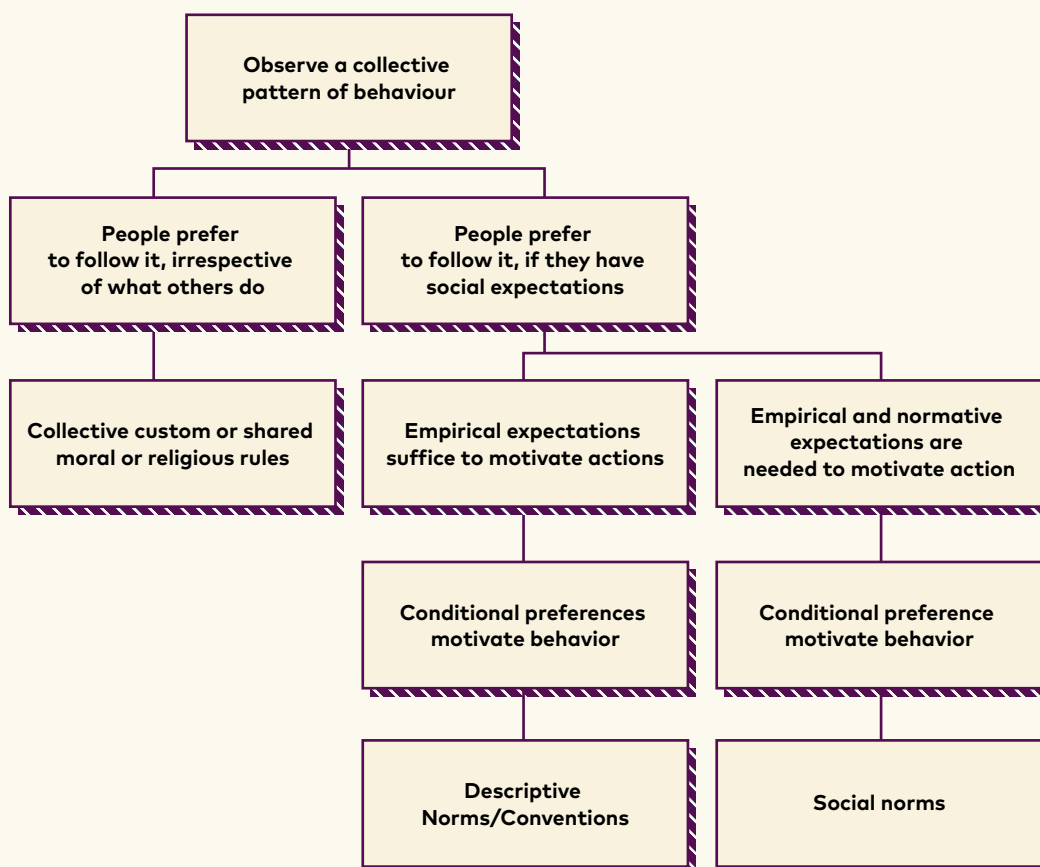 Observe a collective
pattern of behaviour
People prefer
to follow it, irrespective
of what others do
People prefer
to follow it, if they have
social expectations
Collective custom or shared
moral or religious rules
Empirical expectations
suffice to motivate actions
Empirical and normative
expectations are
needed to motivate action
Conditional preferences
motivate behavior
Conditional preference
motivate behavior
Descriptive
Norms/Conventions
Social norms